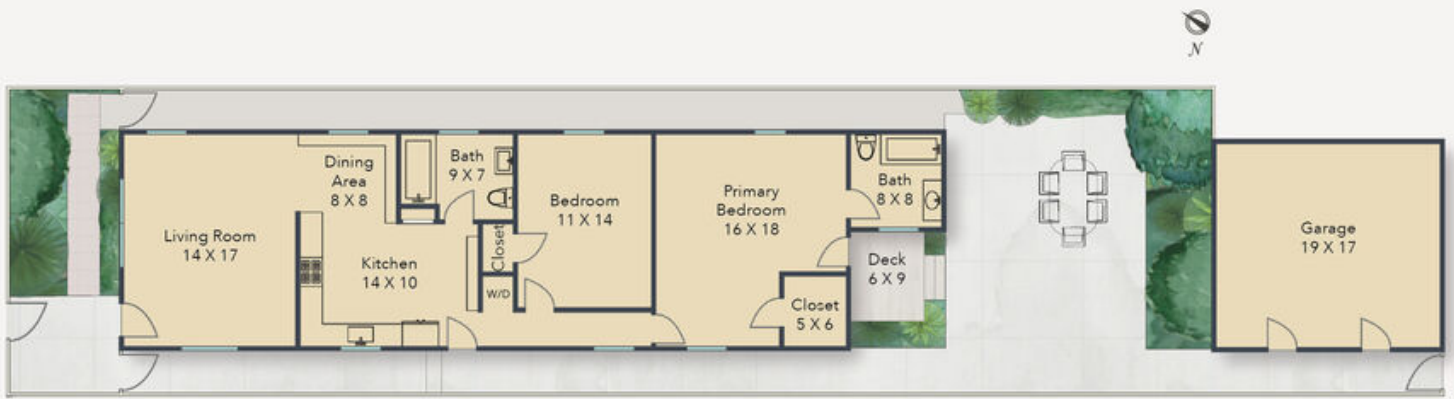 N
Living Room
14 X 17
Dining
Area
8 X 8
Kitchen
14 X 10
Bath
9 X 7
Closet
W/D
Bedroom
11 X 14
Primary
Bedroom
16 X 18
Closet
5 X 6
Bath
8 X 8
Deck
6 X 9
Garage
19 X 17